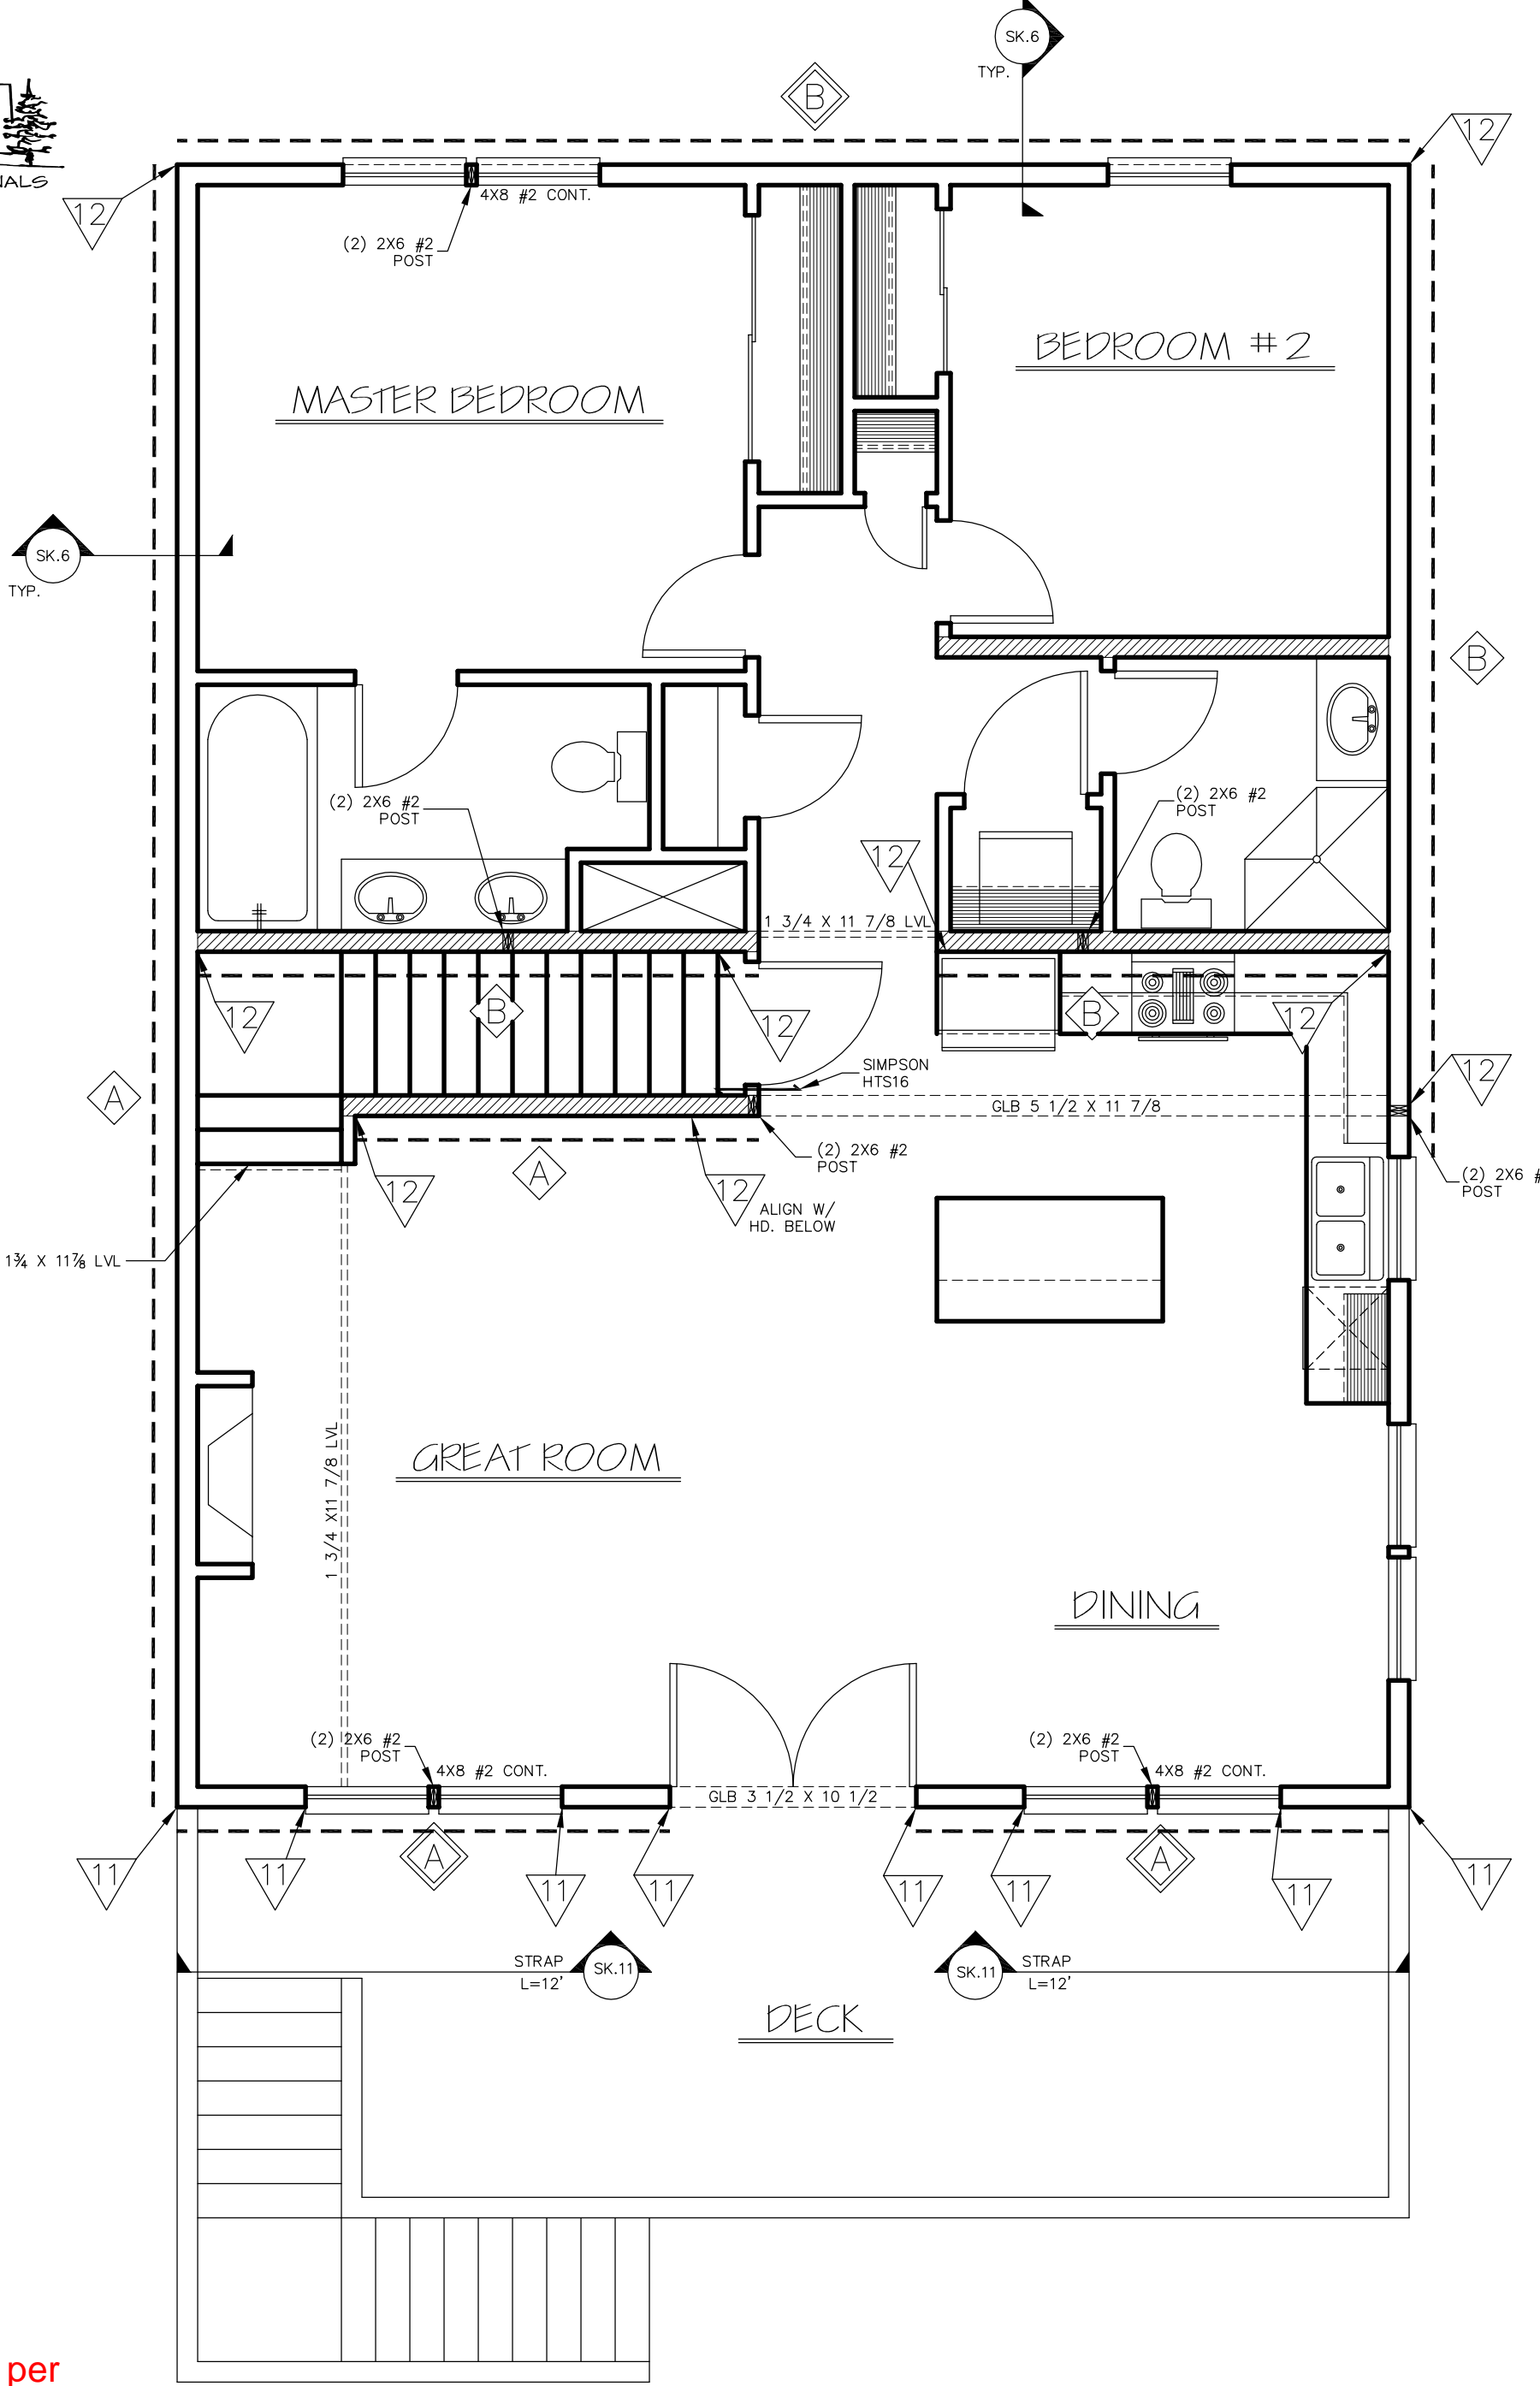 SK.6
TYP.
B
12
NALS
12
4X8 #2 CONT.
(2) 2X6 #2
POST
BEDROOM #2
MASTER BEDROOM
SK.6
TYP.
B
(2) 2X6 #2
POST
(2) 2X6 #2
POST
12
1 3/4 X 11 7/8 LVL
12
B
12
B
12
12
SIMPSON
HTS16
A
GLB 5 1/2 X 11 7/8
(2) 2X6 #2
POST
A
12
12
ALIGN W/
HD. BELOW
(2) 2X6 #
POST
1¾ X 11⅞ LVL
GREAT ROOM
1 3/4 X11 7/8 LVL
DINING
(2) 2X6 #2
POST
4X8 #2 CONT.
(2) 2X6 #2
POST
4X8 #2 CONT.
GLB 3 1/2 X 10 1/2
A
A
11
11
11
11
11
11
11
11
STRAP
L=12'
SK.11
SK.11
STRAP
L=12'
DECK
per